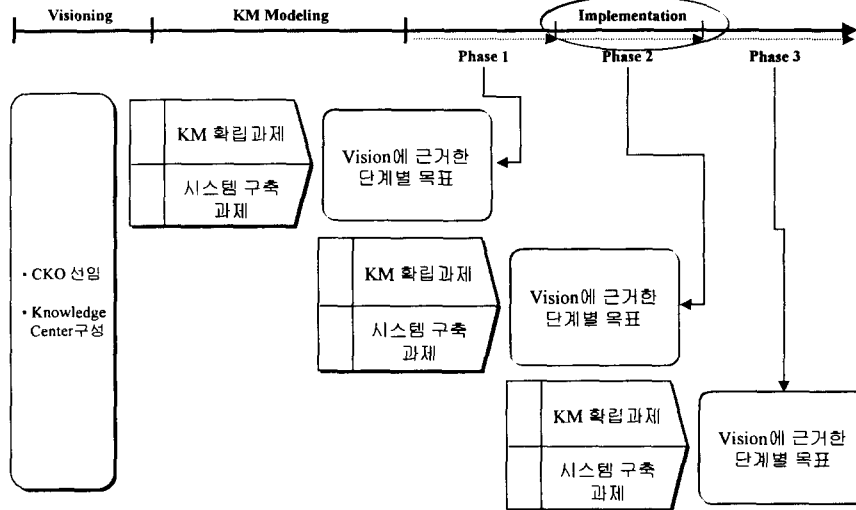 Visioning
KM Modeling
Implementation
Phase 1
Phase 2
Phase 3
KM 확립과제
시스템 구축
과제
Vision에 근거한
단계별 목표
• CKO 선임
• Knowledge
Center구성
KM 확립과제
시스템 구축
과제
Vision에 근거한
단계별 목표
KM 확립과제
시스템 구축
과제
Vision에 근거한
단계별 목표